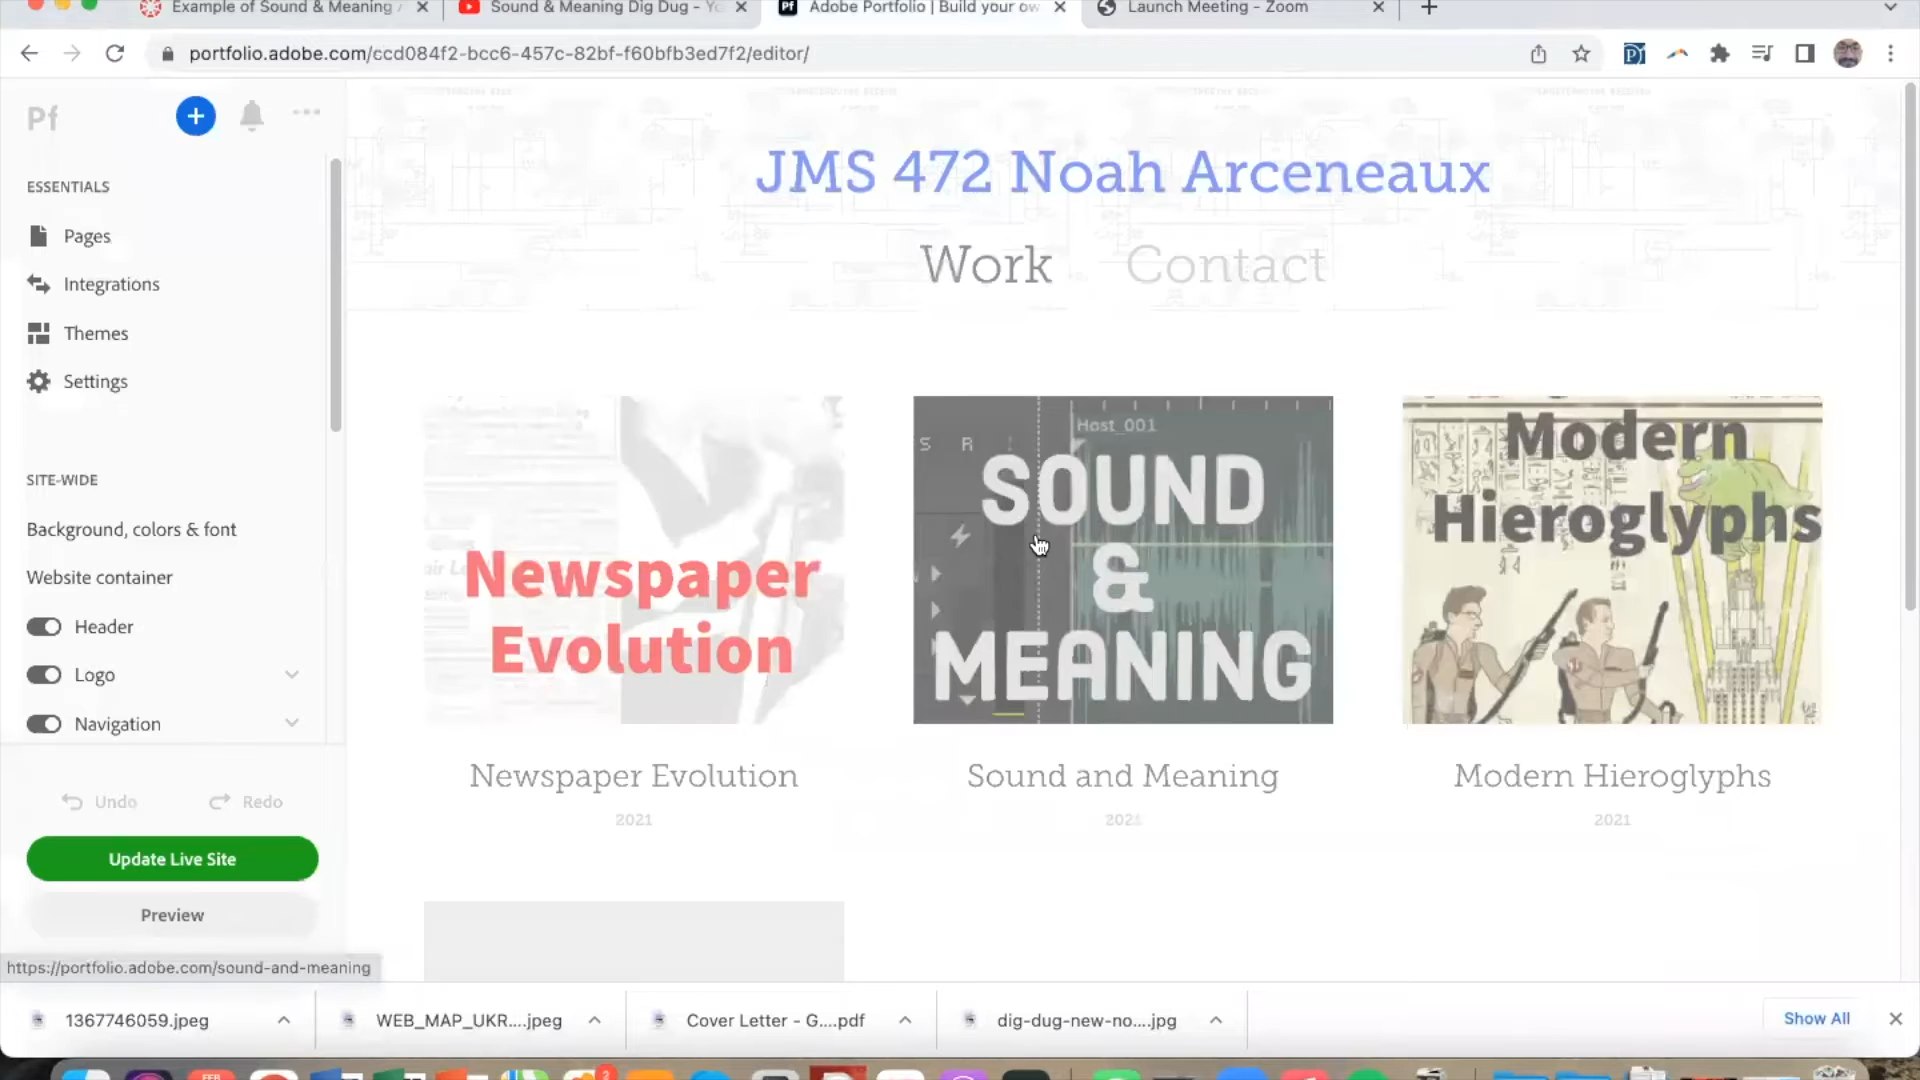 Example of Sound & Meaning
Sound & Meaning Dig Dug - Yo
Adobe Portfolio | Build your ow
Launch Meeting - Zoom
portfolio.adobe.com/ccd084f2-bcc6-457c-82bf-f60bfb3ed7f2/editor/
Pf
ESSENTIALS
Pages
Integrations
Themes
Settings
SITE-WIDE
Background, colors & font
Website container
Header
Logo
Navigation
Undo Redo
Update Live Site
Preview
https://portfolio.adobe.com/sound-and-meaning
JMS 472 Noah Arceneaux
Work Contact
Newspaper
Evolution
Newspaper Evolution
2021
Host_001
S R
SOUND
&
MEANING
Sound and Meaning
2021
Modern
Hieroglyphs
Modern Hieroglyphs
2021
1367746059.jpeg
WEB_MAP_UKR....jpeg
Cover Letter - G....pdf
dig-dug-new-no....jpg
Show All
FEB
2